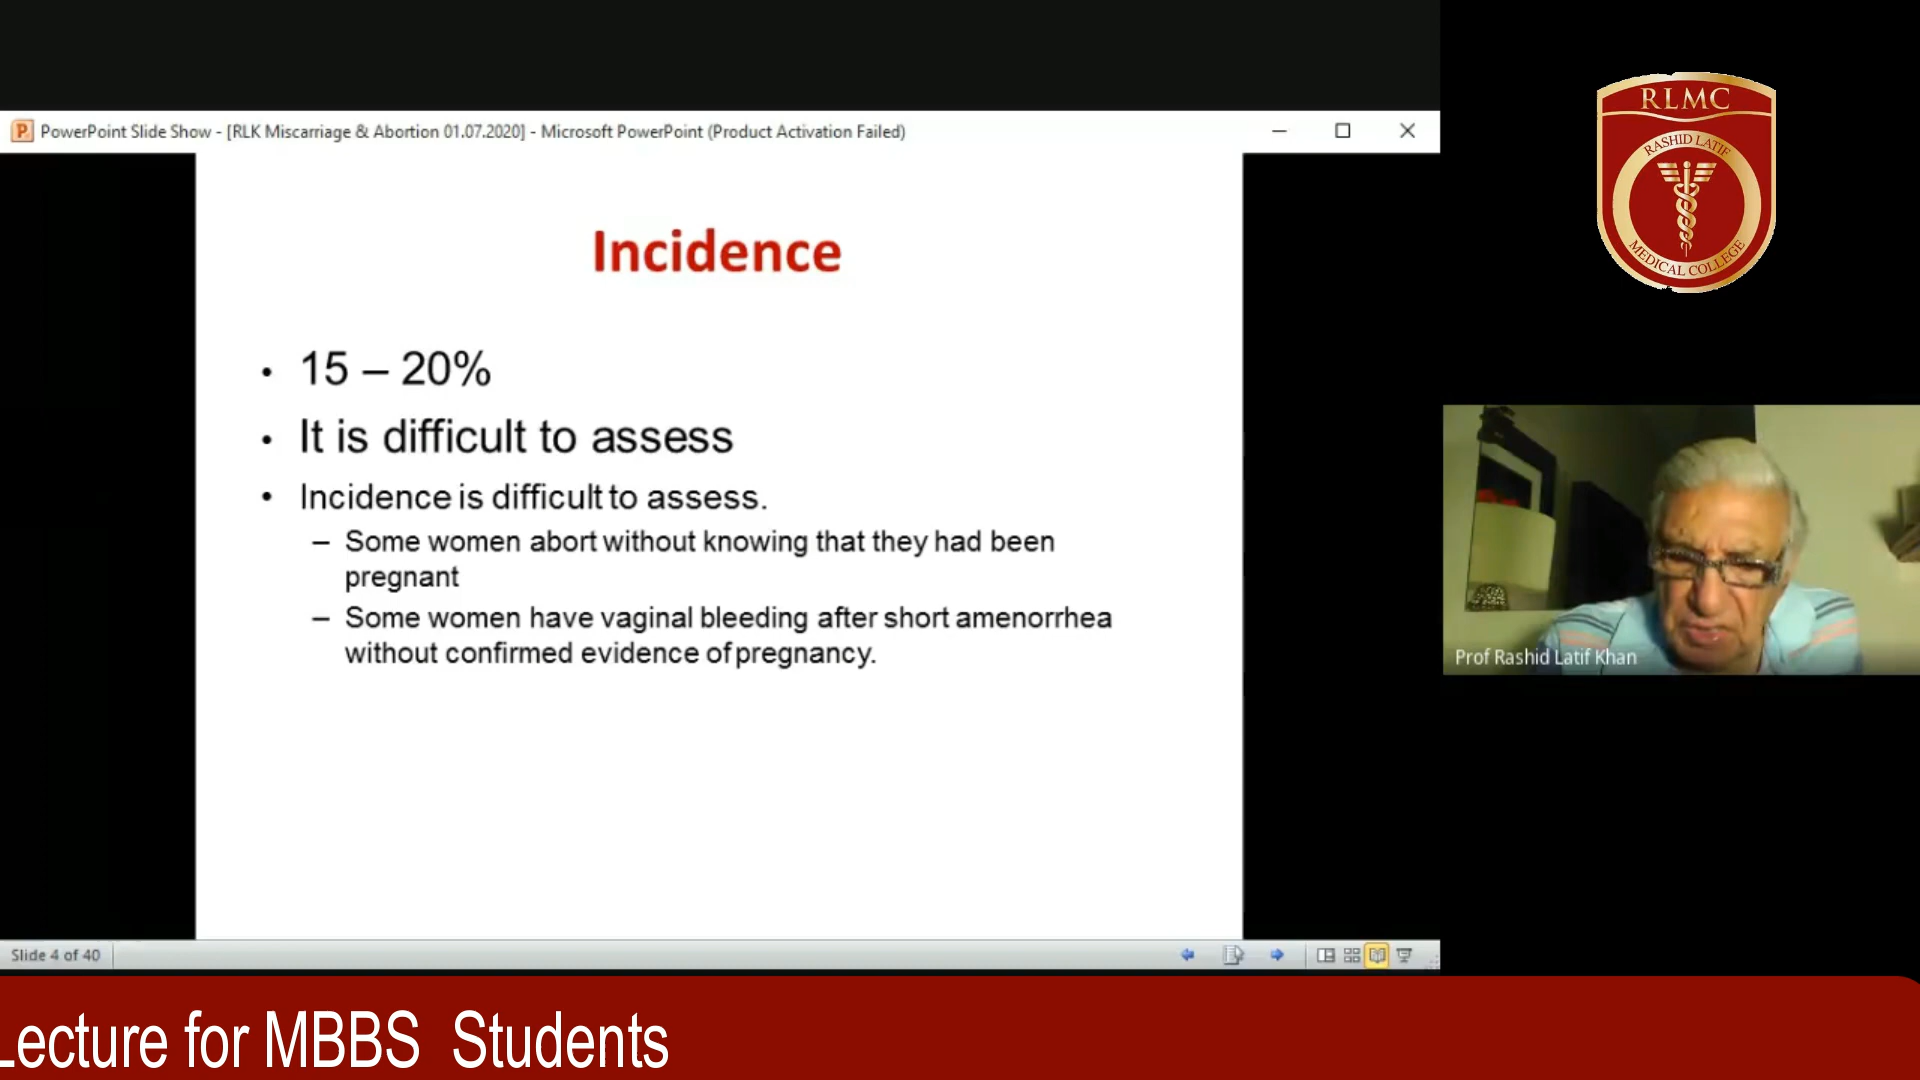 RLMC
RASHID LATIF
MEDICAL COLLEGE
PowerPoint Slide Show - [RLK Miscarriage & Abortion 01.07.2020] - Microsoft PowerPoint (Product Activation Failed)
Incidence
• 15 – 20%
• It is difficult to assess
• Incidence is difficult to assess.
– Some women abort without knowing that they had been
pregnant
– Some women have vaginal bleeding after short amenorrhea
without confirmed evidence of pregnancy.
Prof Rashid Latif Khan
Slide 4 of 40
Lecture for MBBS Students